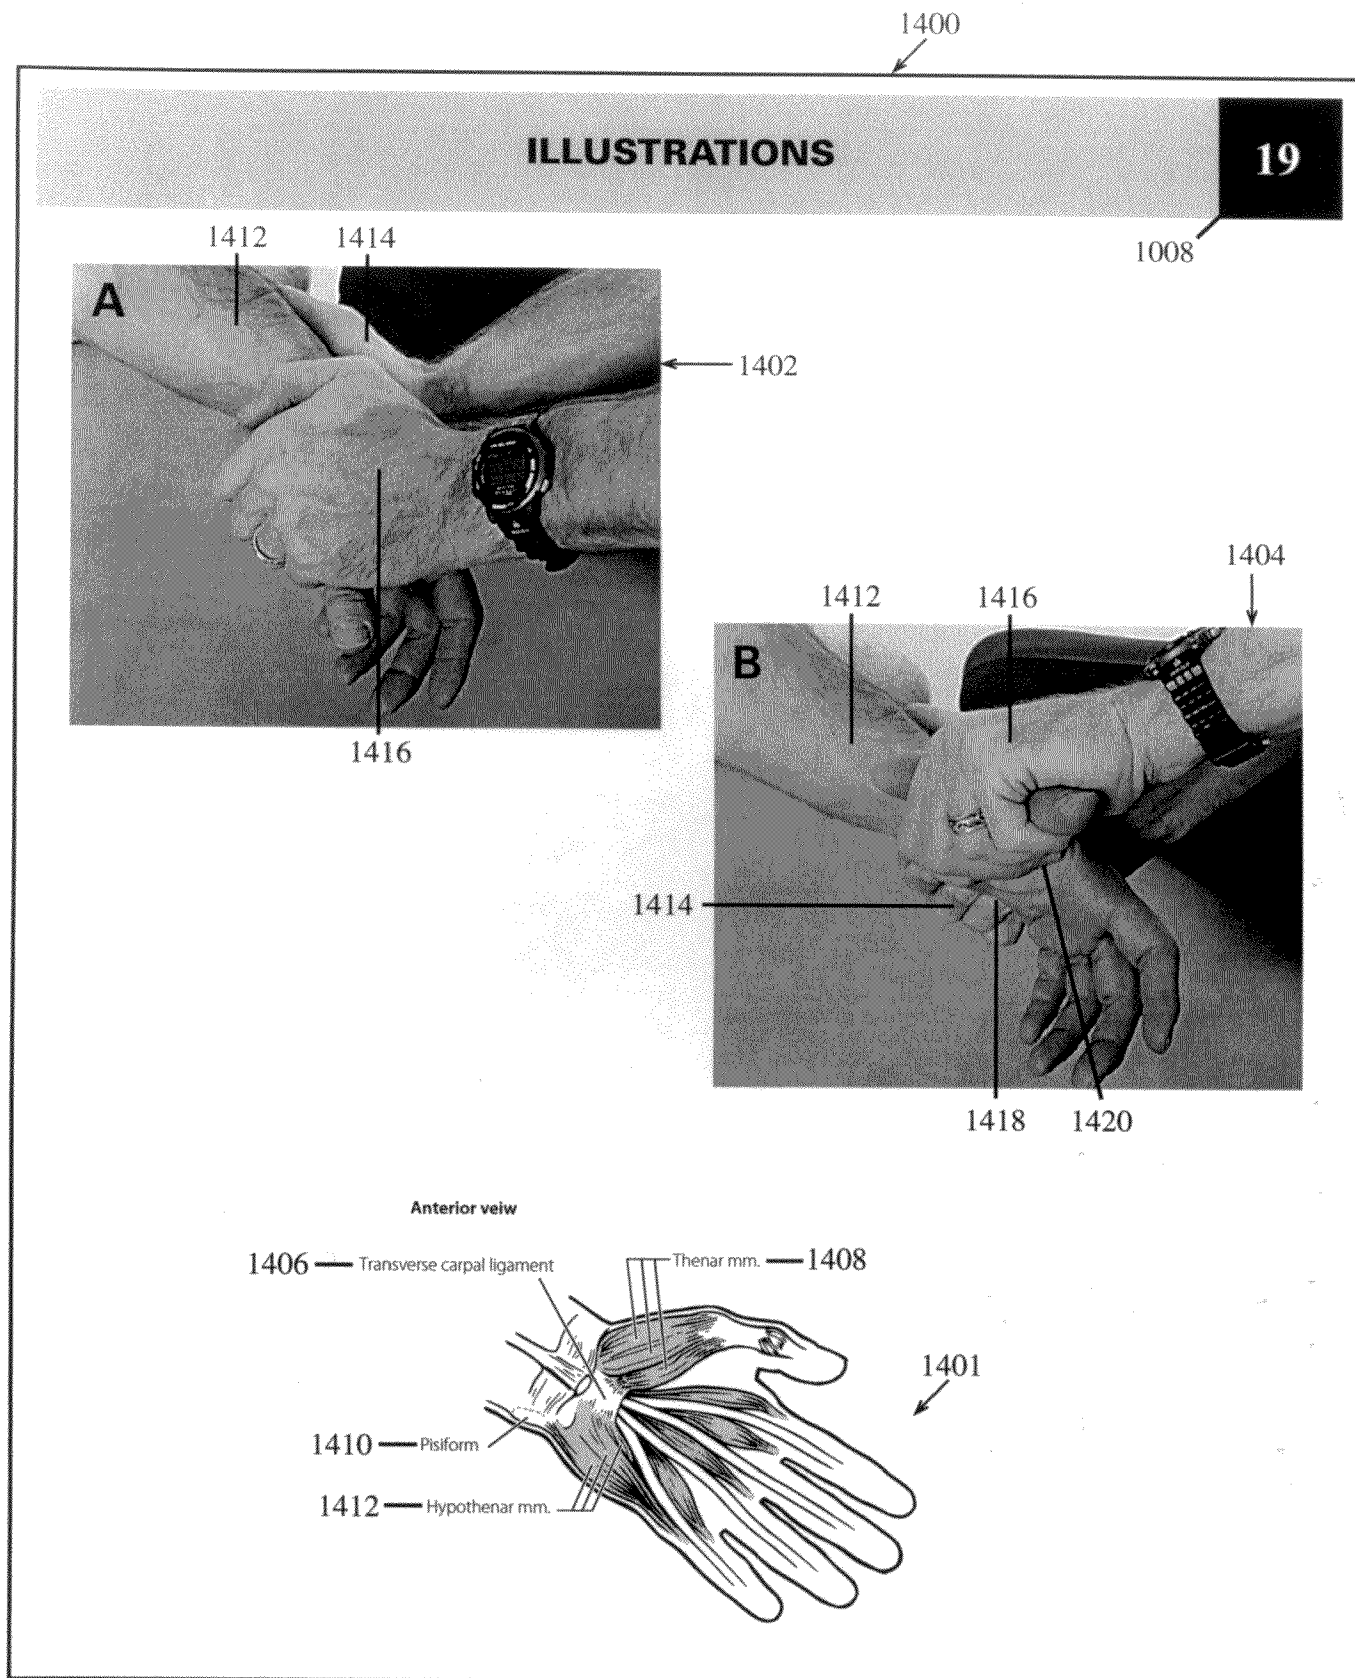 1400
ILLUSTRATIONS
19
1412 1414
1008
A
1402
1404
1412 1416
B
1416
1414
1418 1420
Anterior veiw
1406 Transverse carpal ligament
Thenar mm. 1408
1401
1410 Pisiform
1412 Hypothenar mm.